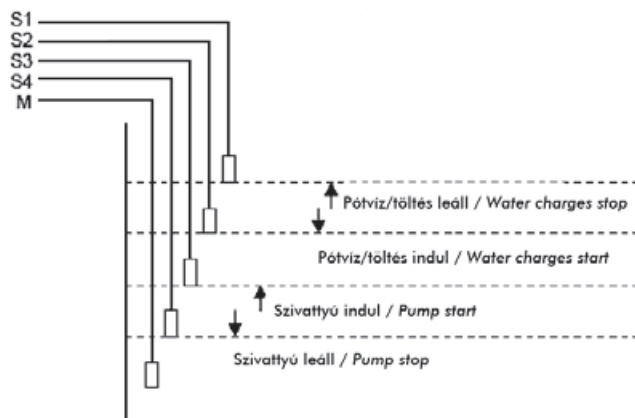 S1
S2
S3
S4
M
Pótvíz/töltés leáll / Water charges stop
Pótvíz/töltés indul / Water charges start
Szivattyú indul / Pump start
Szivattyú leáll / Pump stop